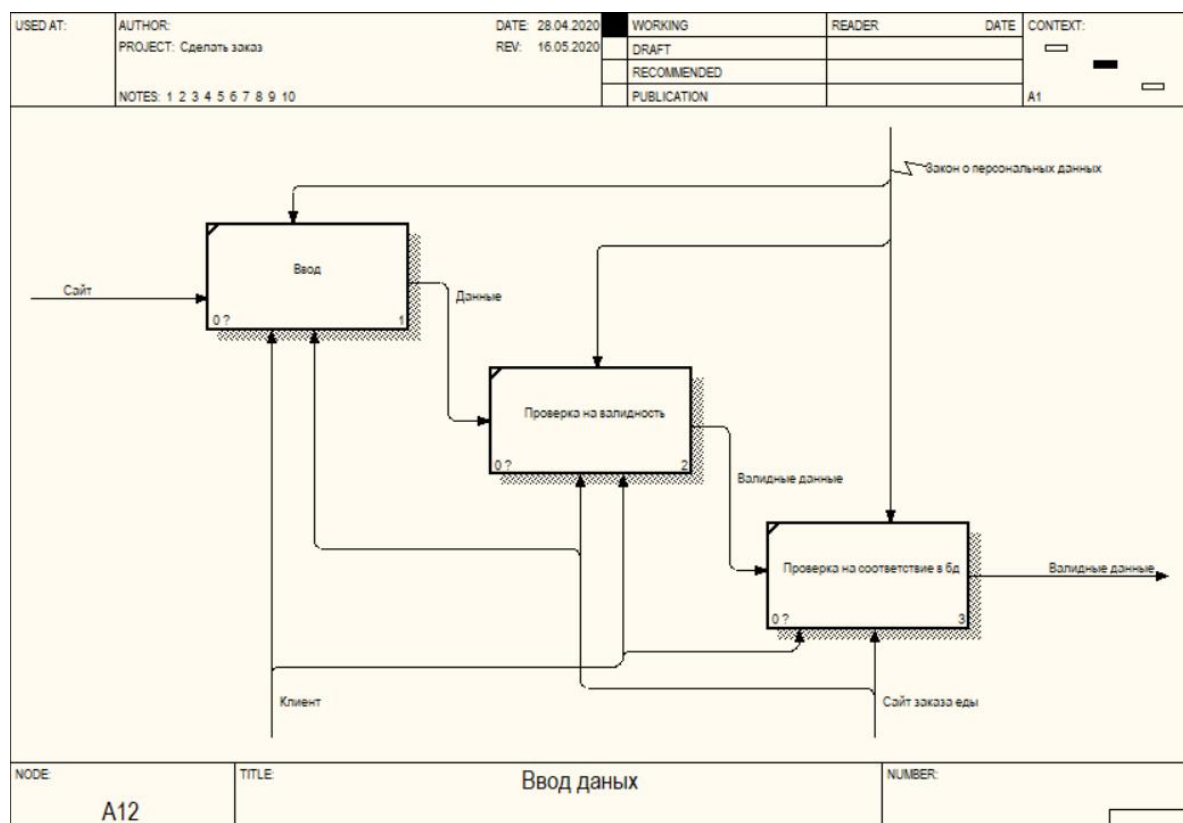 USED AT:
AUTHOR:
DATE: 28.04.2020
WORKING
READER
DATE
CONTEXT:
PROJECT: Сделать заказ
REV: 16.05.2020
DRAFT
RECOMMENDED
NOTES: 1 2 3 4 5 6 7 8 9 10
PUBLICATION
A1
Закон о персональных данных
Ввод
Сайт
Данные
0 ?
1
Проверка на валидность
0 ?
2
Валидные данные
Проверка на соответствие в бд
Валидные данные
0 ?
3
Клиент
Сайт заказа еды
NODE:
TITLE:
Ввод даных
NUMBER:
A12